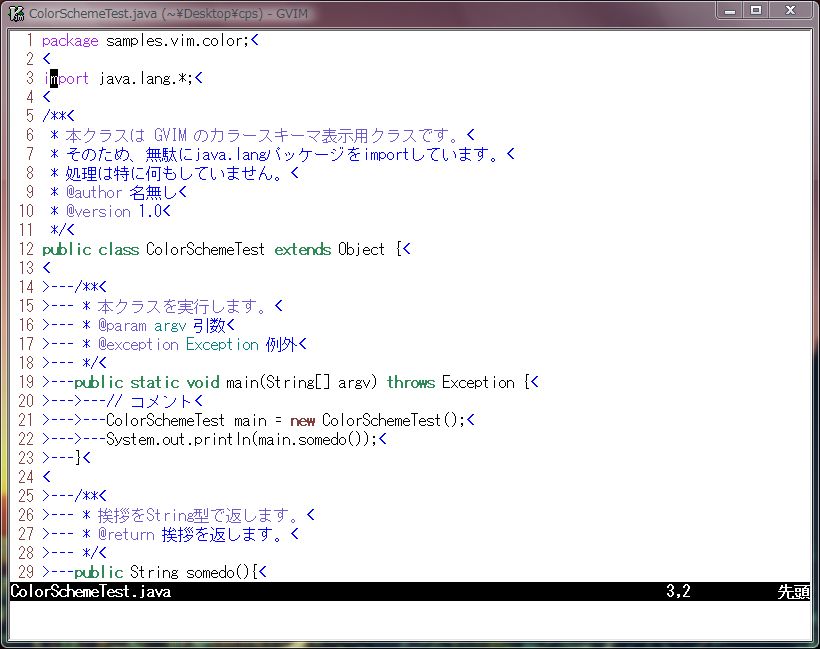 ColorSchemeTest.java (~¥Desktop¥cps) - GVIM
1 package samples.vim.color;<
2 <
3 import java.lang.*;<
4 <
5 /**<
6  * 本クラスは GVIM のカラースキーマ表示用クラスです。<
7  * そのため、無駄にjava.langパッケージをimportしています。<
8  * 処理は特に何もしていません。<
9  * @author 名無し<
10  * @version 1.0<
11  */<
12 public class ColorSchemeTest extends Object {<
13 <
14 >---/**<
15 >--- * 本クラスを実行します。<
16 >--- * @param argv 引数<
17 >--- * @exception Exception 例外<
18 >--- */<
19 >---public static void main(String[] argv) throws Exception {<
20 >--->---// コメント<
21 >--->---ColorSchemeTest main = new ColorSchemeTest();<
22 >--->---System.out.println(main.somedo());<
23 >---}<
24 <
25 >---/**<
26 >--- * 挨拶をString型で返します。<
27 >--- * @return 挨拶を返します。<
28 >--- */<
29 >---public String somedo(){<
ColorSchemeTest.java 3,2 先頭